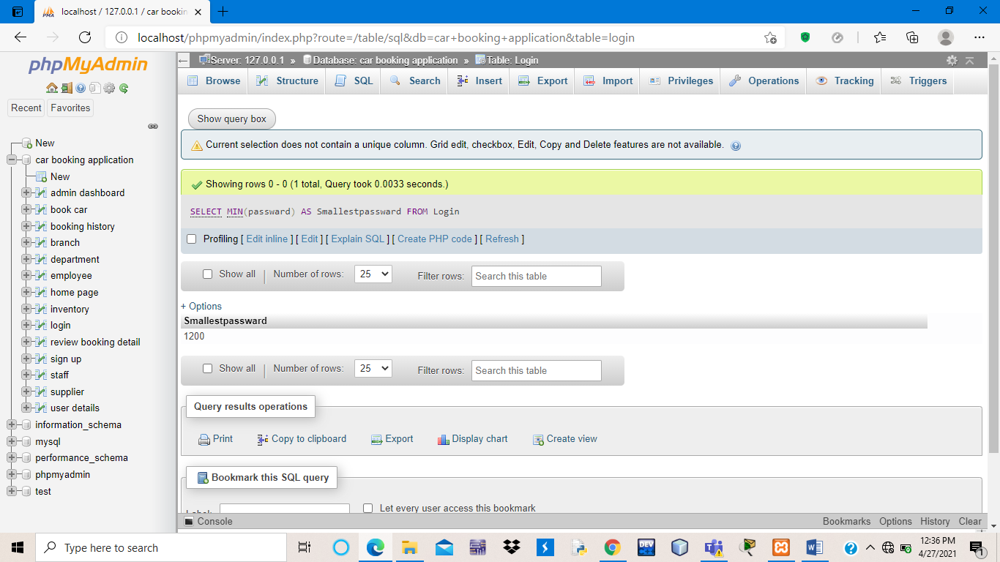 localhost / 127.0.0.1 / car bookin
localhost/phpmyadmin/index.php?route=/table/sql&db=car+booking+application&table=login
phpMyAdmin
Recent
Favorites
New
car booking application
New
admin dashboard
book car
booking history
branch
department
employee
home page
inventory
login
review booking detail
sign up
staff
supplier
user details
information_schema
mysql
performance_schema
phpmyadmin
test
Server: 127.0.0.1 » Database: car booking application » Table: Login
Browse Structure SQL Search Insert Export Import Privileges Operations Tracking Triggers
Show query box
Current selection does not contain a unique column. Grid edit, checkbox, Edit, Copy and Delete features are not available.
Showing rows 0 - 0 (1 total, Query took 0.0033 seconds.)
SELECT MIN(passward) AS Smallestpassward FROM Login
Profiling [ Edit inline ] [ Edit ] [ Explain SQL ] [ Create PHP code ] [ Refresh ]
Show all Number of rows: 25 Filter rows: Search this table
+ Options
Smallestpassward
1200
Show all Number of rows: 25 Filter rows: Search this table
Query results operations
Print Copy to clipboard Export Display chart Create view
Bookmark this SQL query
Label: Let every user access this bookmark
Console Bookmarks Options History Clear
Type here to search
DEV
12:36 PM
4/27/2021
1